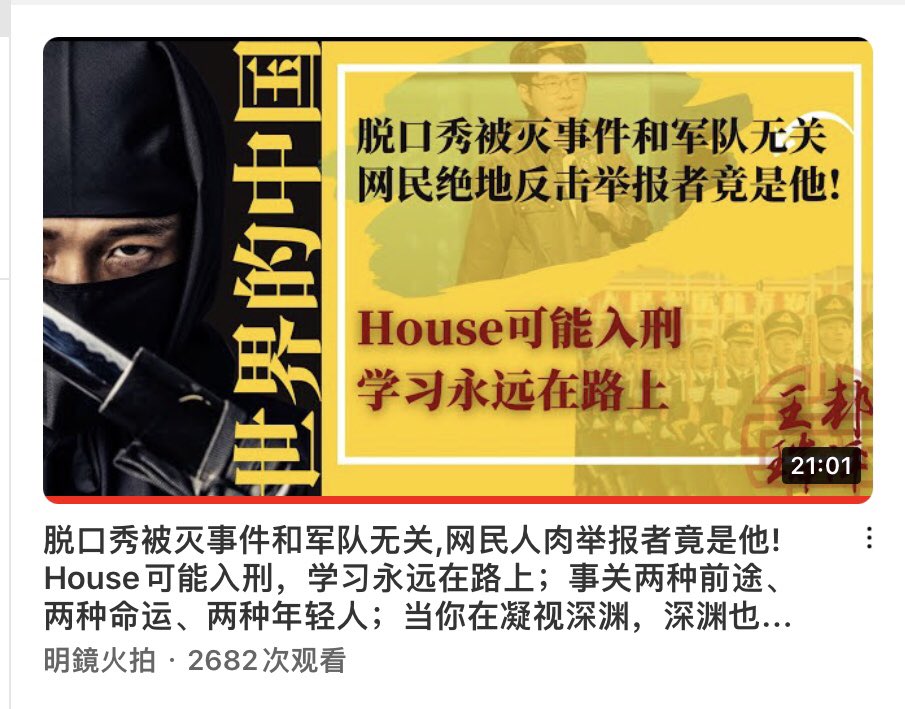 世界的中国
脱口秀被灭事件和军队无关
网民绝地反击举报者竟是他!
House可能入刑
学习永远在路上
21:01
脱口秀被灭事件和军队无关,网民人肉举报者竟是他!
House可能入刑，学习永远在路上；事关两种前途、
两种命运、两种年轻人；当你在凝视深渊，深渊也...
明鏡火拍 · 2682次观看